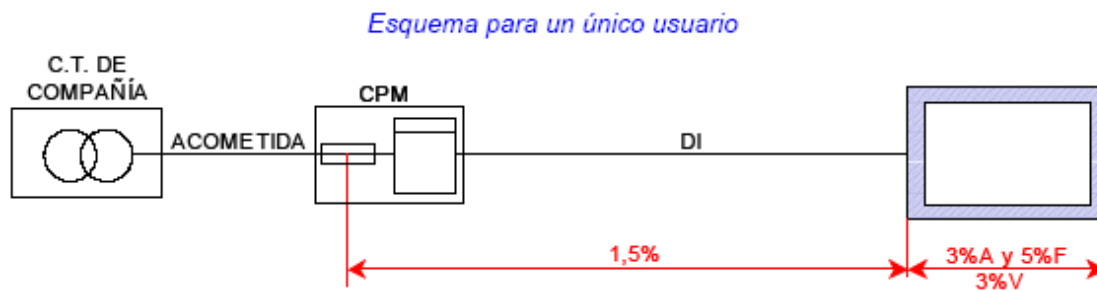 Esquema para un único usuario
C.T. DE
COMPAÑÍA
ACOMETIDA
CPM
DI
1,5%
3%A y 5%F
3%V